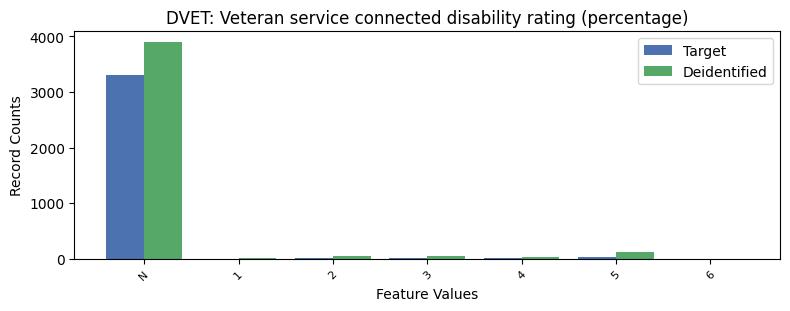 DVET: Veteran service connected disability rating (percentage)
Target
Deidentified
Record Counts
4000
3000
2000
1000
0
N
1
2
3
4
5
6
Feature Values